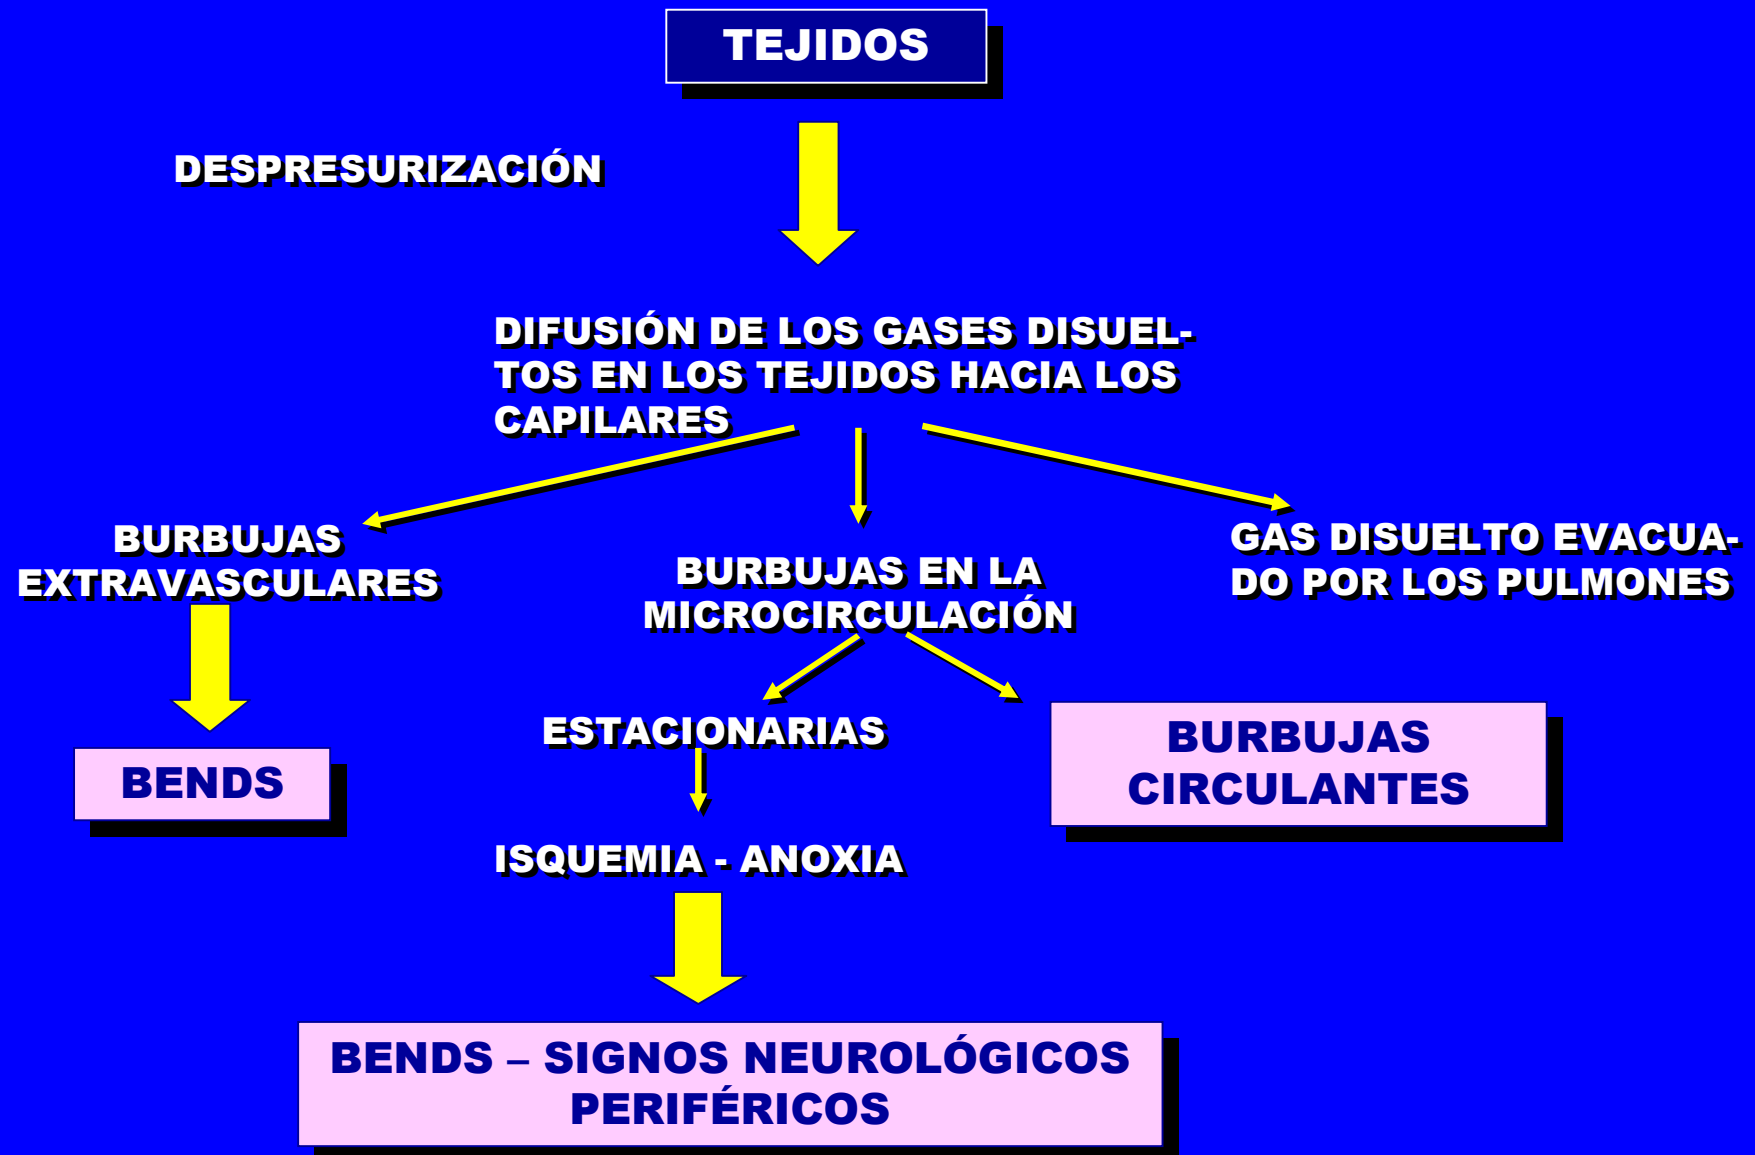 TEJIDOS
DESPRESURIZACIÓN
DIFUSIÓN DE LOS GASES DISUEL-
TOS EN LOS TEJIDOS HACIA LOS
CAPILARES
BURBUJAS
EXTRAVASCULARES
BURBUJAS EN LA
MICROCIRCULACIÓN
GAS DISUELTO EVACUA-
DO POR LOS PULMONES
ESTACIONARIAS
BURBUJAS
CIRCULANTES
BENDS
ISQUEMIA - ANOXIA
BENDS – SIGNOS NEUROLÓGICOS
PERIFÉRICOS